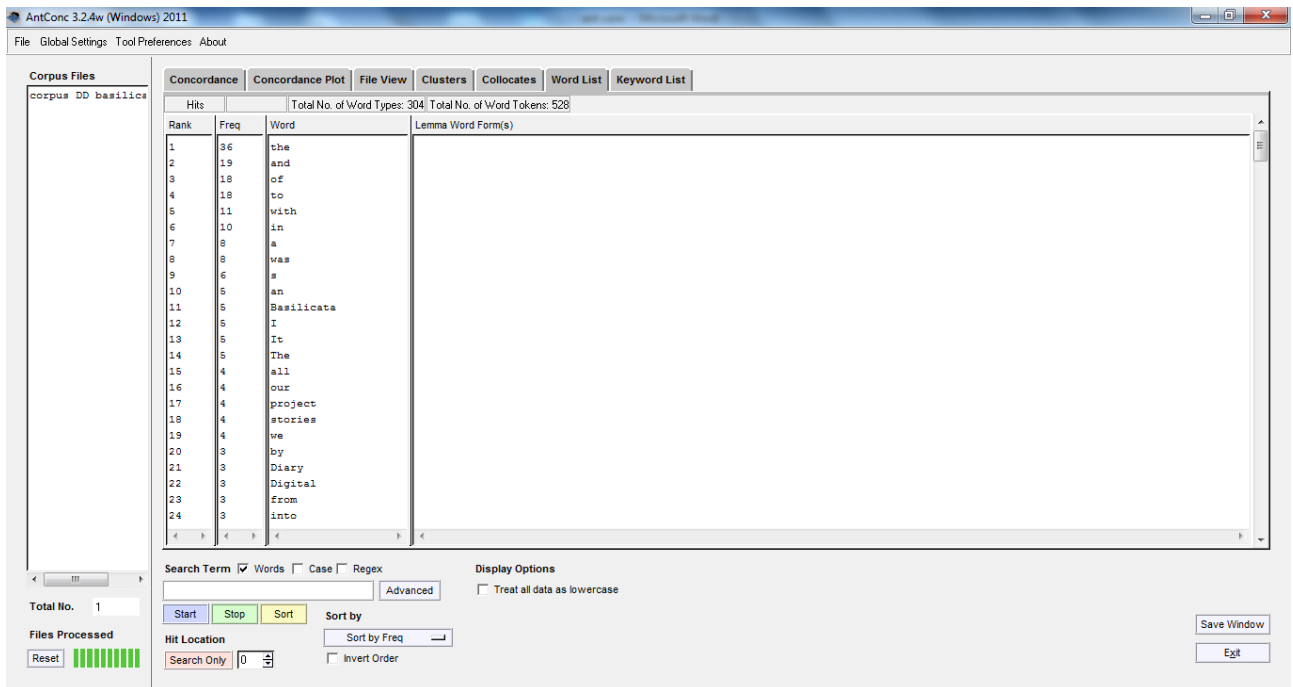 AntConc 3.2.4w (Windows) 2011
File Global Settings Tool Preferences About
Corpus Files
corpus DD basilica
Concordance Concordance Plot File View Clusters Collocates Word List Keyword List
Hits Total No. of Word Types: 304 Total No. of Word Tokens: 528
Rank Freq Word Lemma Word Form(s)
1 36 the
2 19 and
3 18 of
4 18 to
5 11 with
6 10 in
7 8 a
8 8 was
9 6 s
10 5 an
11 5 Basilicata
12 5 I
13 5 It
14 5 The
15 4 all
16 4 our
17 4 project
18 4 stories
19 4 we
20 3 by
21 3 Diary
22 3 Digital
23 3 from
24 3 into
Search Term Words Case Regex Display Options
Advanced Treat all data as lowercase
Total No. 1
Start Stop Sort Sort by
Files Processed
Hit Location Sort by Freq
Reset Search Only 0 Invert Order
Save Window
Exit